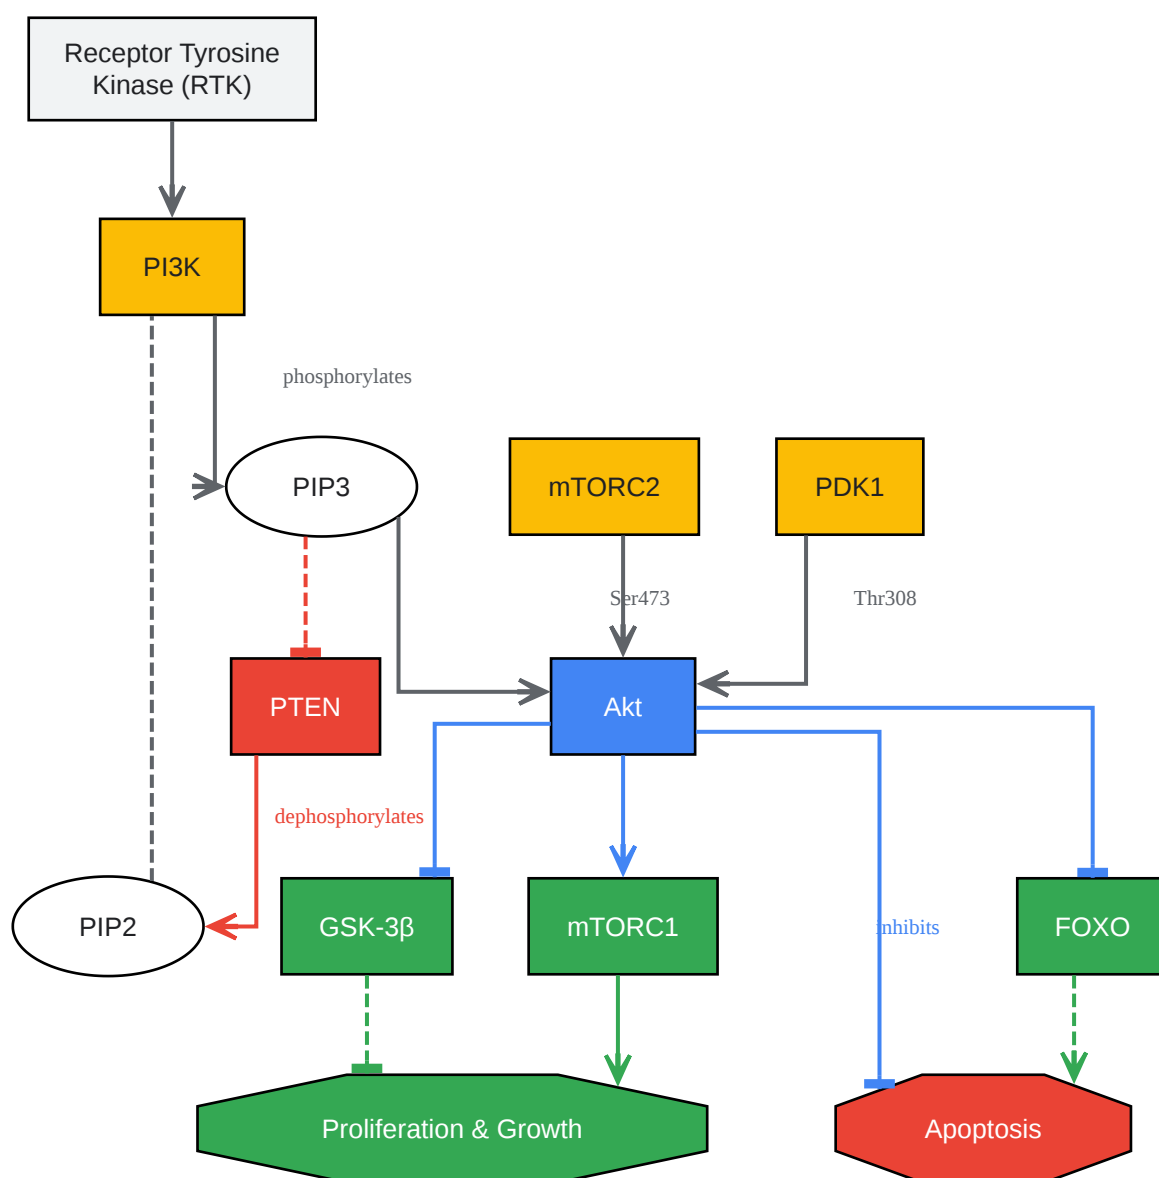 Receptor Tyrosine
Kinase (RTK)
PI3K
phosphorylates
PIP3
mTORC2
PDK1
Ser473
Thr308
PTEN
Akt
dephosphorylates
PIP2
GSK-3β
mTORC1
inhibits
FOXO
Proliferation & Growth
Apoptosis